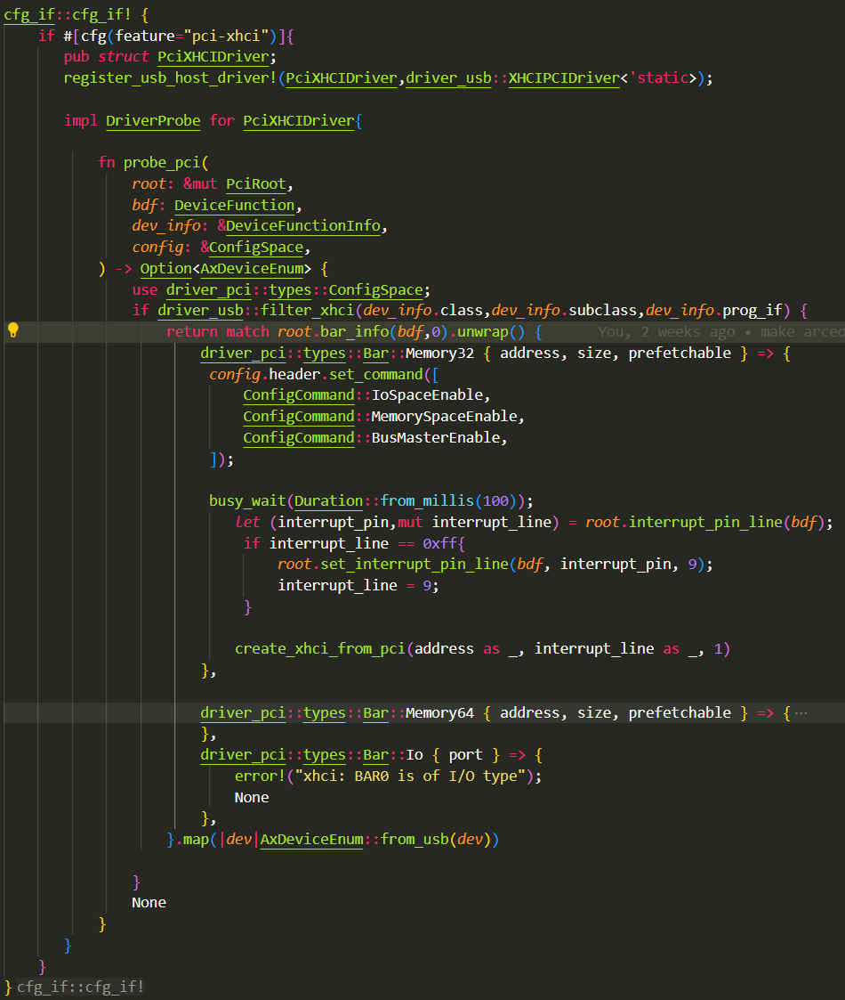 cfg_if::cfg_if! {
    if #[cfg(feature="pci-xhci")]{
        pub struct PciXHCIDriver;
        register_usb_host_driver!(PciXHCIDriver,driver_usb::XHCIPCIDriver<'static>);

        impl DriverProbe for PciXHCIDriver{

            fn probe_pci(
                root: &mut PciRoot,
                bdf: DeviceFunction,
                dev_info: &DeviceFunctionInfo,
                config: &ConfigSpace,
            ) -> Option<AxDeviceEnum> {
                use driver_pci::types::ConfigSpace;
                if driver_usb::filter_xhci(dev_info.class,dev_info.subclass,dev_info.prog_if) {
                    return match root.bar_info(bdf,0).unwrap() {     You, 2 weeks ago • make arceo
                        driver_pci::types::Bar::Memory32 { address, size, prefetchable } => {
                         config.header.set_command([
                             ConfigCommand::IoSpaceEnable,
                             ConfigCommand::MemorySpaceEnable,
                             ConfigCommand::BusMasterEnable,
                         ]);

                         busy_wait(Duration::from_millis(100));
                            let (interrupt_pin,mut interrupt_line) = root.interrupt_pin_line(bdf);
                             if interrupt_line == 0xff{
                                 root.set_interrupt_pin_line(bdf, interrupt_pin, 9);
                                 interrupt_line = 9;
                             }

                            create_xhci_from_pci(address as _, interrupt_line as _, 1)
                        },

                        driver_pci::types::Bar::Memory64 { address, size, prefetchable } => {⋯
                        },
                        driver_pci::types::Bar::Io { port } => {
                            error!("xhci: BAR0 is of I/O type");
                            None
                        },
                    }.map(|dev|AxDeviceEnum::from_usb(dev))

                }
                None
            }
        }
    }
} cfg_if::cfg_if!